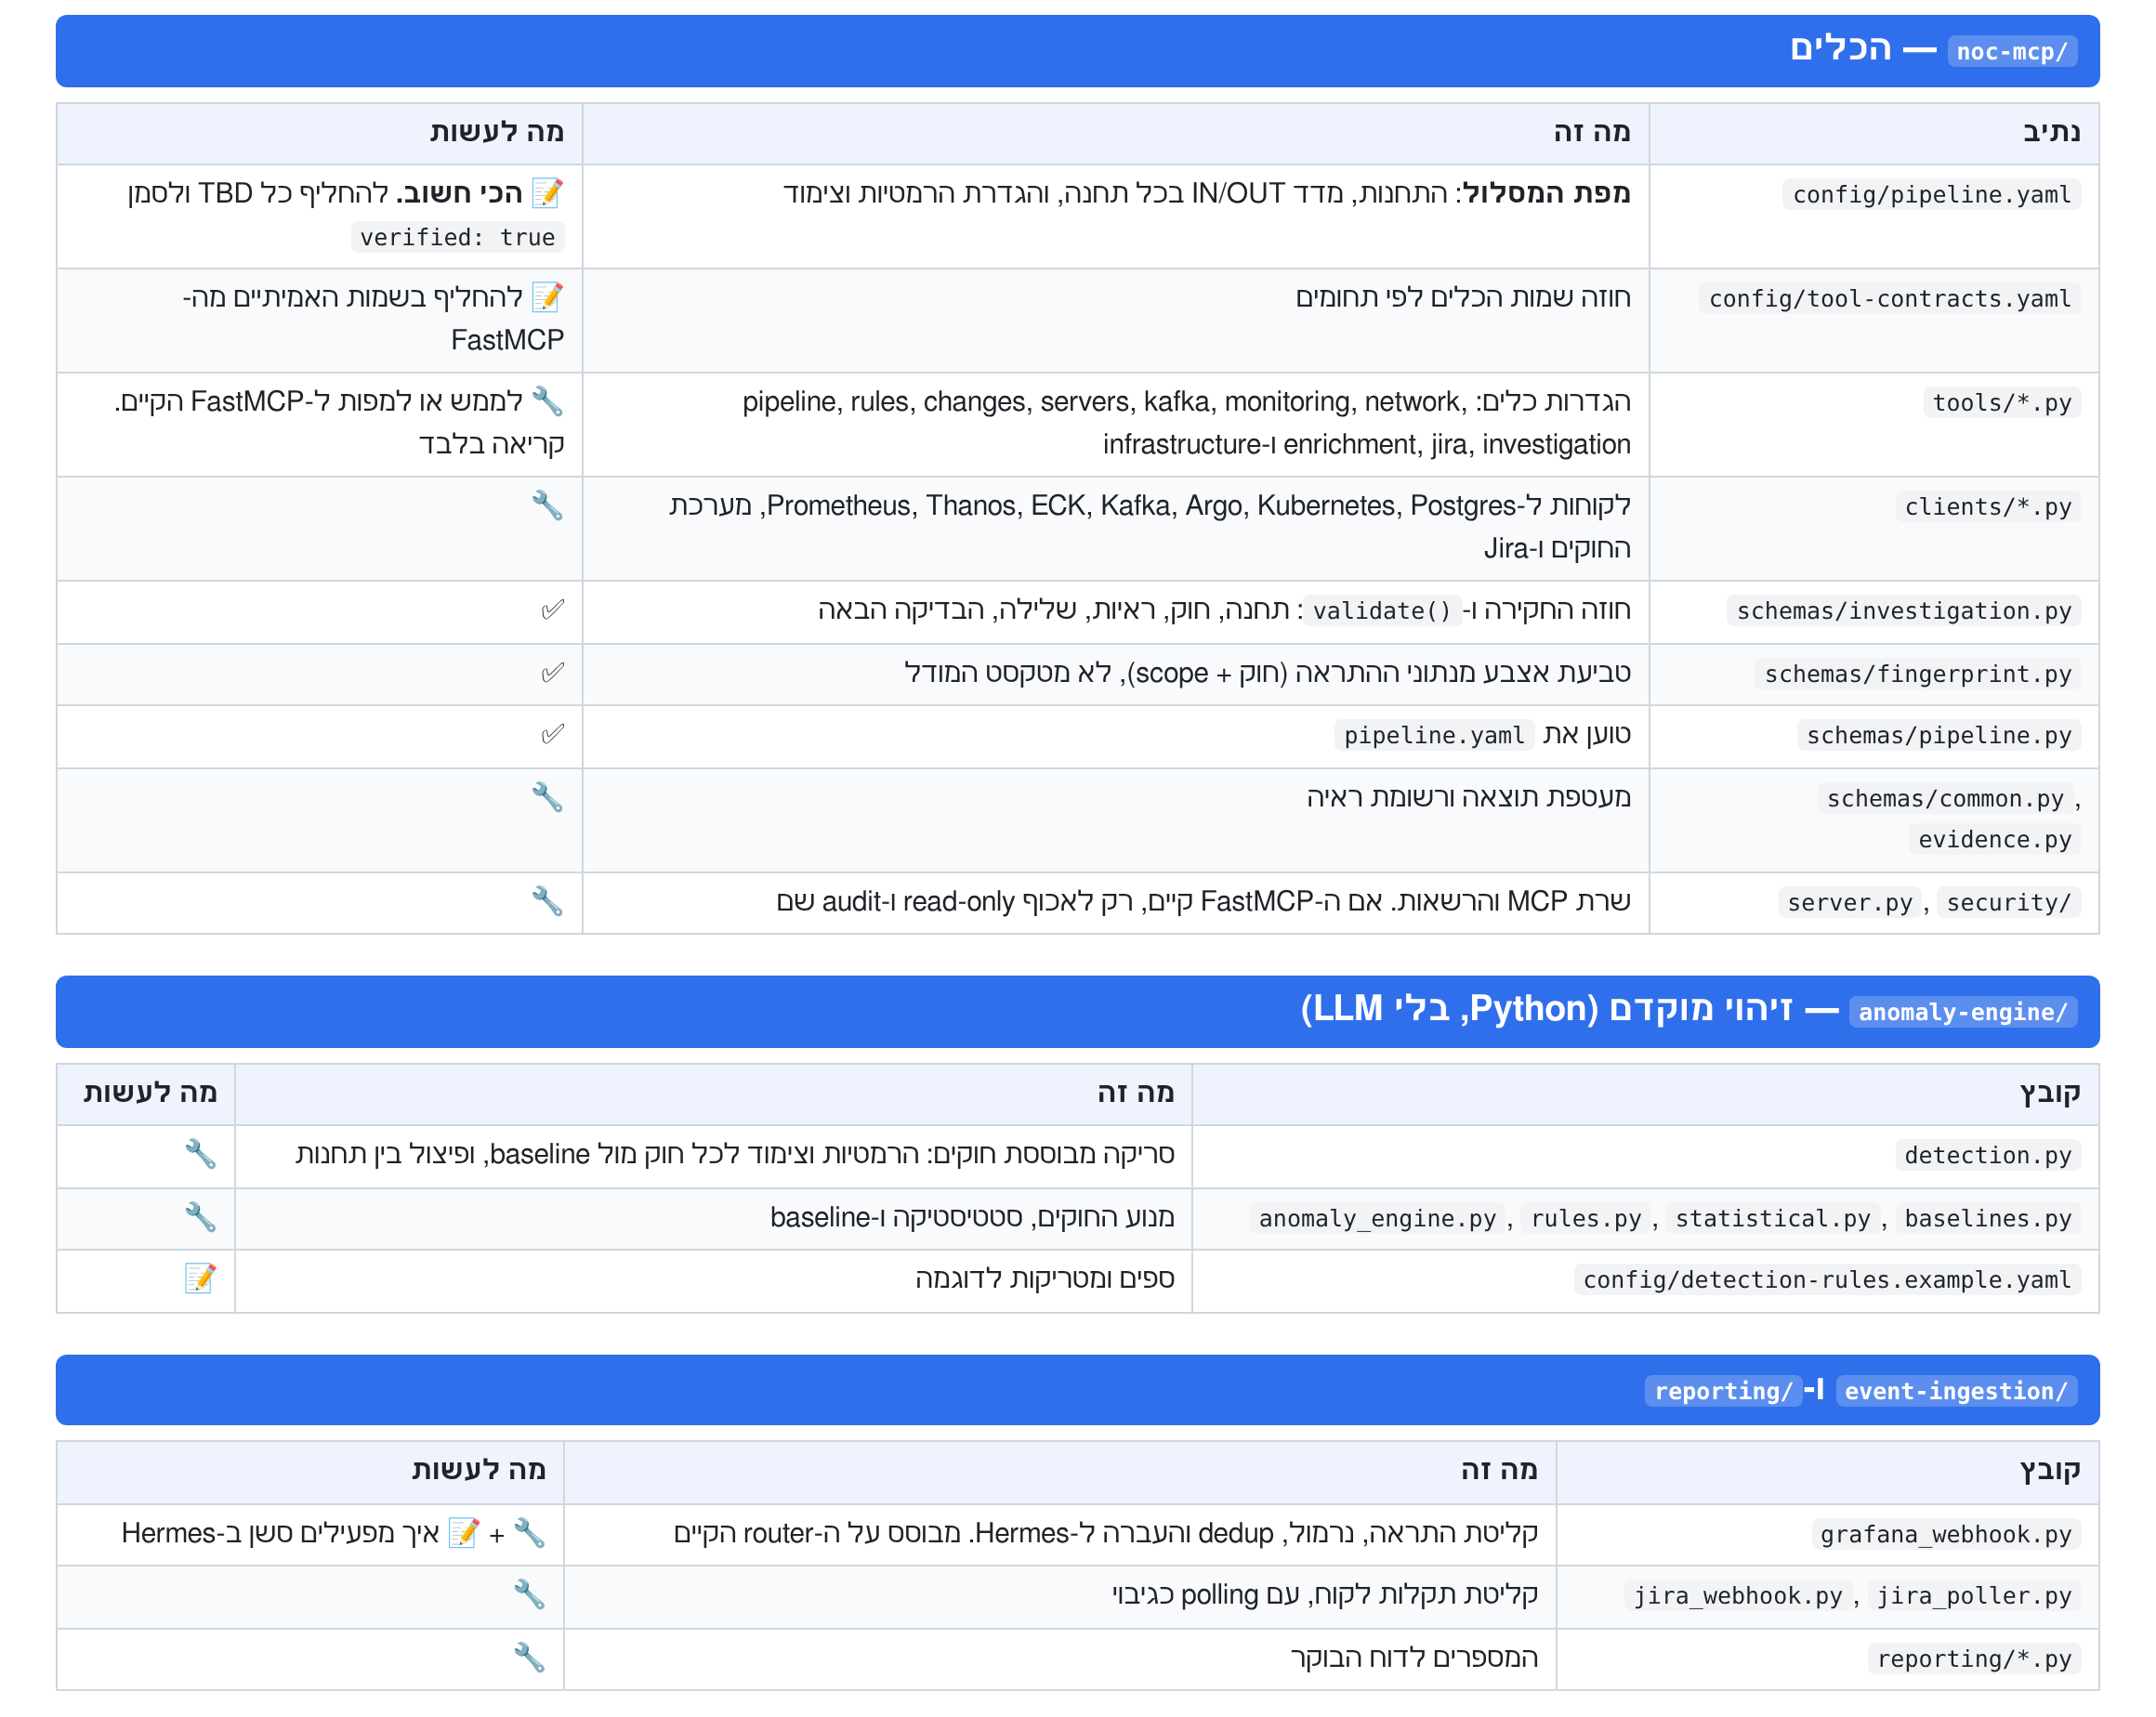 noc-mcp/ — הכלים
נתיב מה זה מה לעשות
config/pipeline.yaml מפת המסלול: התחנות, מדד IN/OUT בכל תחנה, והגדרת הרמטיות וצימוד 📝 הכי חשוב. להחליף כל TBD ולסמן
verified: true
config/tool-contracts.yaml חוזה שמות הכלים לפי תחומים 📝 להחליף בשמות האמיתיים מה-
FastMCP
tools/*.py הגדרות כלים: pipeline, rules, changes, servers, kafka, monitoring, network, 🔧 לממש או למפות ל-FastMCP הקיים.
enrichment, jira, investigation ו-infrastructure קריאה בלבד
clients/*.py לקוחות ל-Prometheus, Thanos, ECK, Kafka, Argo, Kubernetes, Postgres, מערכת 🔧
החוקים ו-Jira
schemas/investigation.py חוזה החקירה ו-validate(): תחנה, חוק, ראיות, שלילה, הבדיקה הבאה ✅
schemas/fingerprint.py טביעת אצבע מנתוני ההתראה (חוק + scope), לא מטקסט המודל ✅
schemas/pipeline.py טוען את pipeline.yaml ✅
schemas/common.py, מעטפת תוצאה ורשומת ראיה 🔧
evidence.py
server.py, security/ שרת MCP והרשאות. אם ה-FastMCP קיים, רק לאכוף read-only ו-audit שם 🔧
anomaly-engine/ — זיהוי מוקדם (Python, בלי LLM)
קובץ מה זה מה לעשות
detection.py סריקה מבוססת חוקים: הרמטיות וצימוד לכל חוק מול baseline, ופיצול בין תחנות 🔧
anomaly_engine.py, rules.py, statistical.py, baselines.py מנוע החוקים, סטטיסטיקה ו-baseline 🔧
config/detection-rules.example.yaml ספים ומטריקות לדוגמה 📝
event-ingestion/ ו-reporting/
קובץ מה זה מה לעשות
grafana_webhook.py קליטת התראה, נרמול, dedup והעברה ל-Hermes. מבוסס על ה-router הקיים 🔧 + 📝 איך מפעילים סשן ב-Hermes
jira_webhook.py, jira_poller.py קליטת תקלות לקוח, עם polling כגיבוי 🔧
reporting/*.py המספרים לדוח הבוקר 🔧